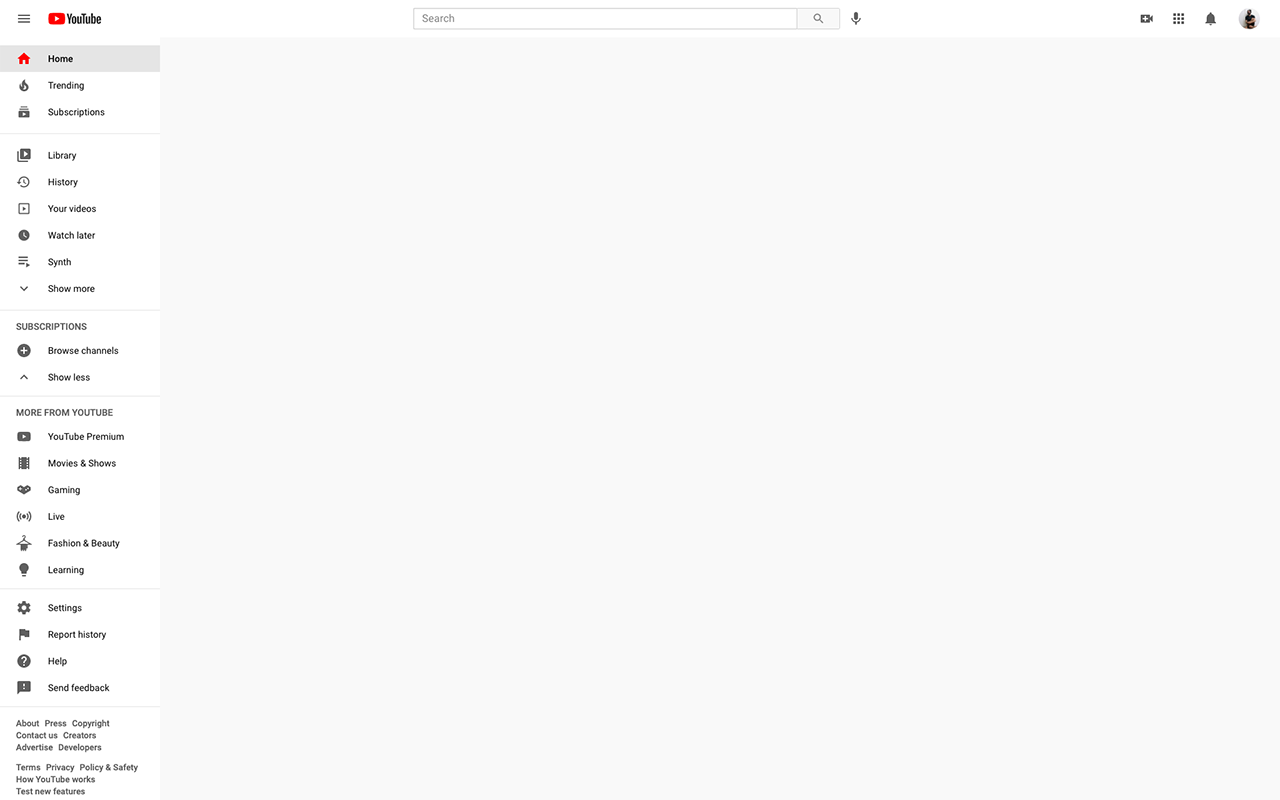 YouTube
Search
Home
Trending
Subscriptions
Library
History
Your videos
Watch later
Synth
Show more
SUBSCRIPTIONS
Browse channels
Show less
MORE FROM YOUTUBE
YouTube Premium
Movies & Shows
Gaming
Live
Fashion & Beauty
Learning
Settings
Report history
Help
Send feedback
About Press Copyright
Contact us Creators
Advertise Developers
Terms Privacy Policy & Safety
How YouTube works
Test new features